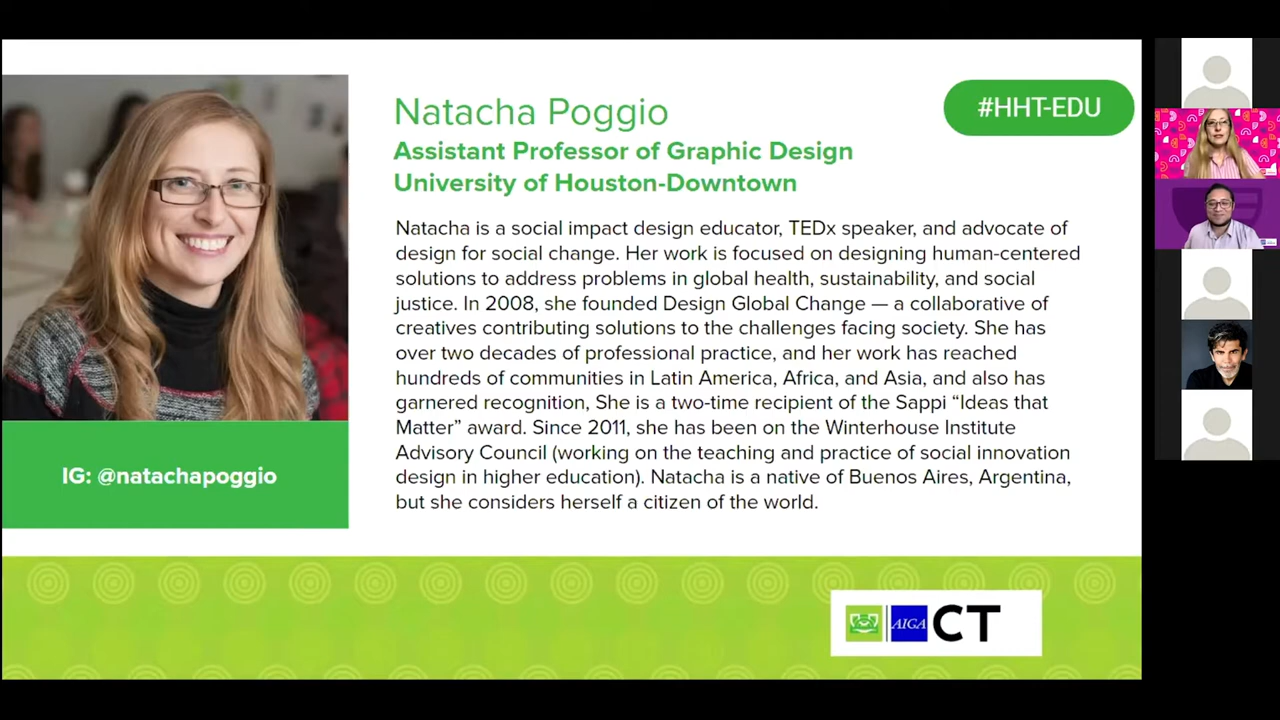 Natacha Poggio
#HHT-EDU
Assistant Professor of Graphic Design
University of Houston-Downtown
Natacha is a social impact design educator, TEDx speaker, and advocate of
design for social change. Her work is focused on designing human-centered
solutions to address problems in global health, sustainability, and social
justice. In 2008, she founded Design Global Change — a collaborative of
creatives contributing solutions to the challenges facing society. She has
over two decades of professional practice, and her work has reached
hundreds of communities in Latin America, Africa, and Asia, and also has
garnered recognition, She is a two-time recipient of the Sappi “Ideas that
Matter” award. Since 2011, she has been on the Winterhouse Institute
Advisory Council (working on the teaching and practice of social innovation
design in higher education). Natacha is a native of Buenos Aires, Argentina,
but she considers herself a citizen of the world.
IG: @natachapoggio
AIGA CT